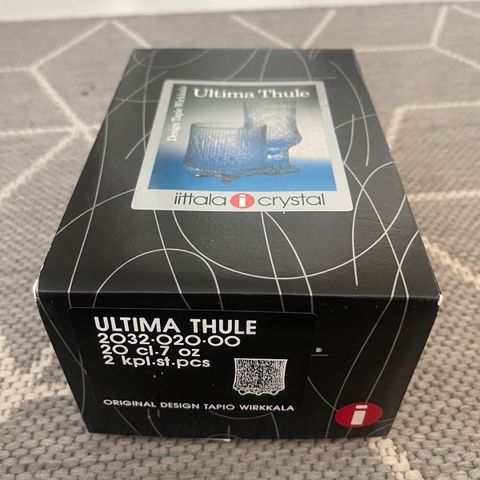 Ultima Thule
Design Tapio Wirkkala
iittala i crystal
ULTIMA THULE
2032-020-00
20 cl·7 oz
2 kpl·st·pcs
ORIGINAL DESIGN TAPIO WIRKKALA
i